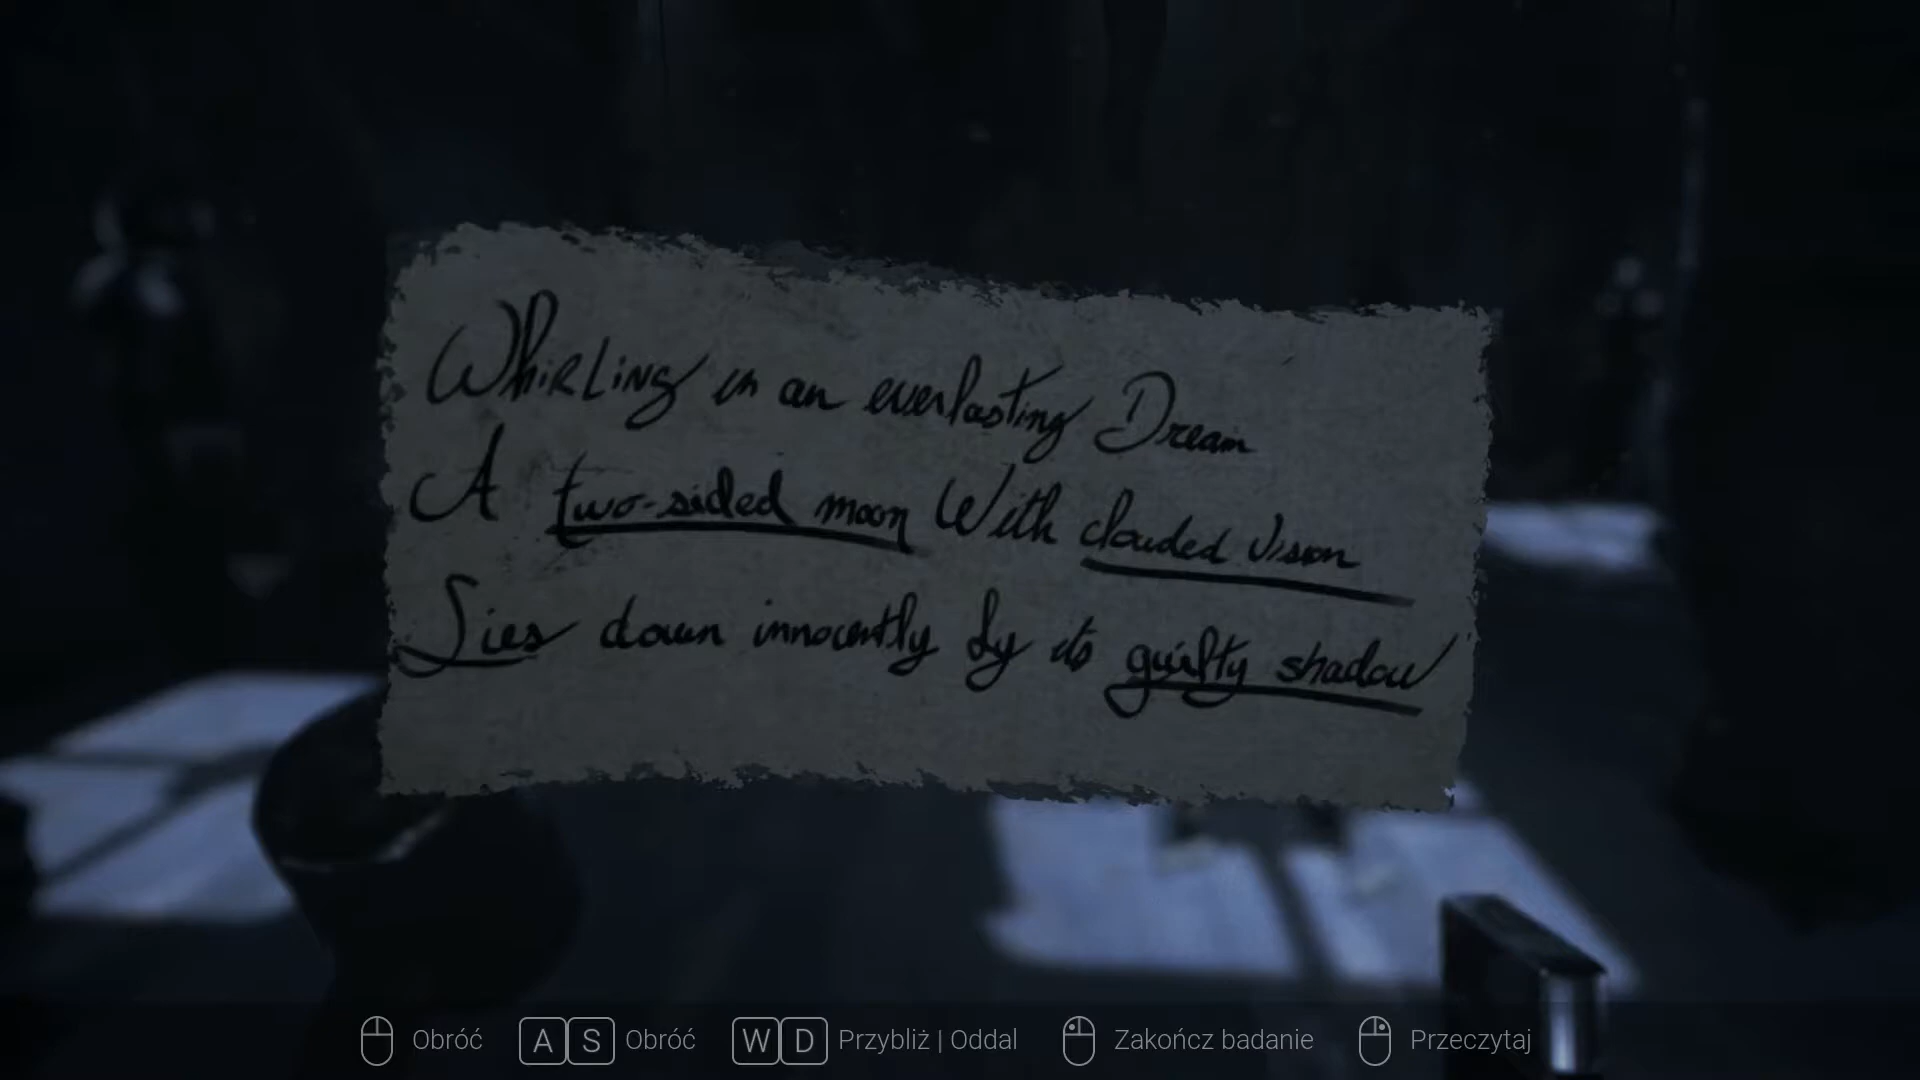 Whirling in an everlasting Dream
A two-sided moon With clouded vision
Lies down innocently by its guilty shadow
Obróć A S Obróć W D Przybliż | Oddal Zakończ badanie Przeczytaj